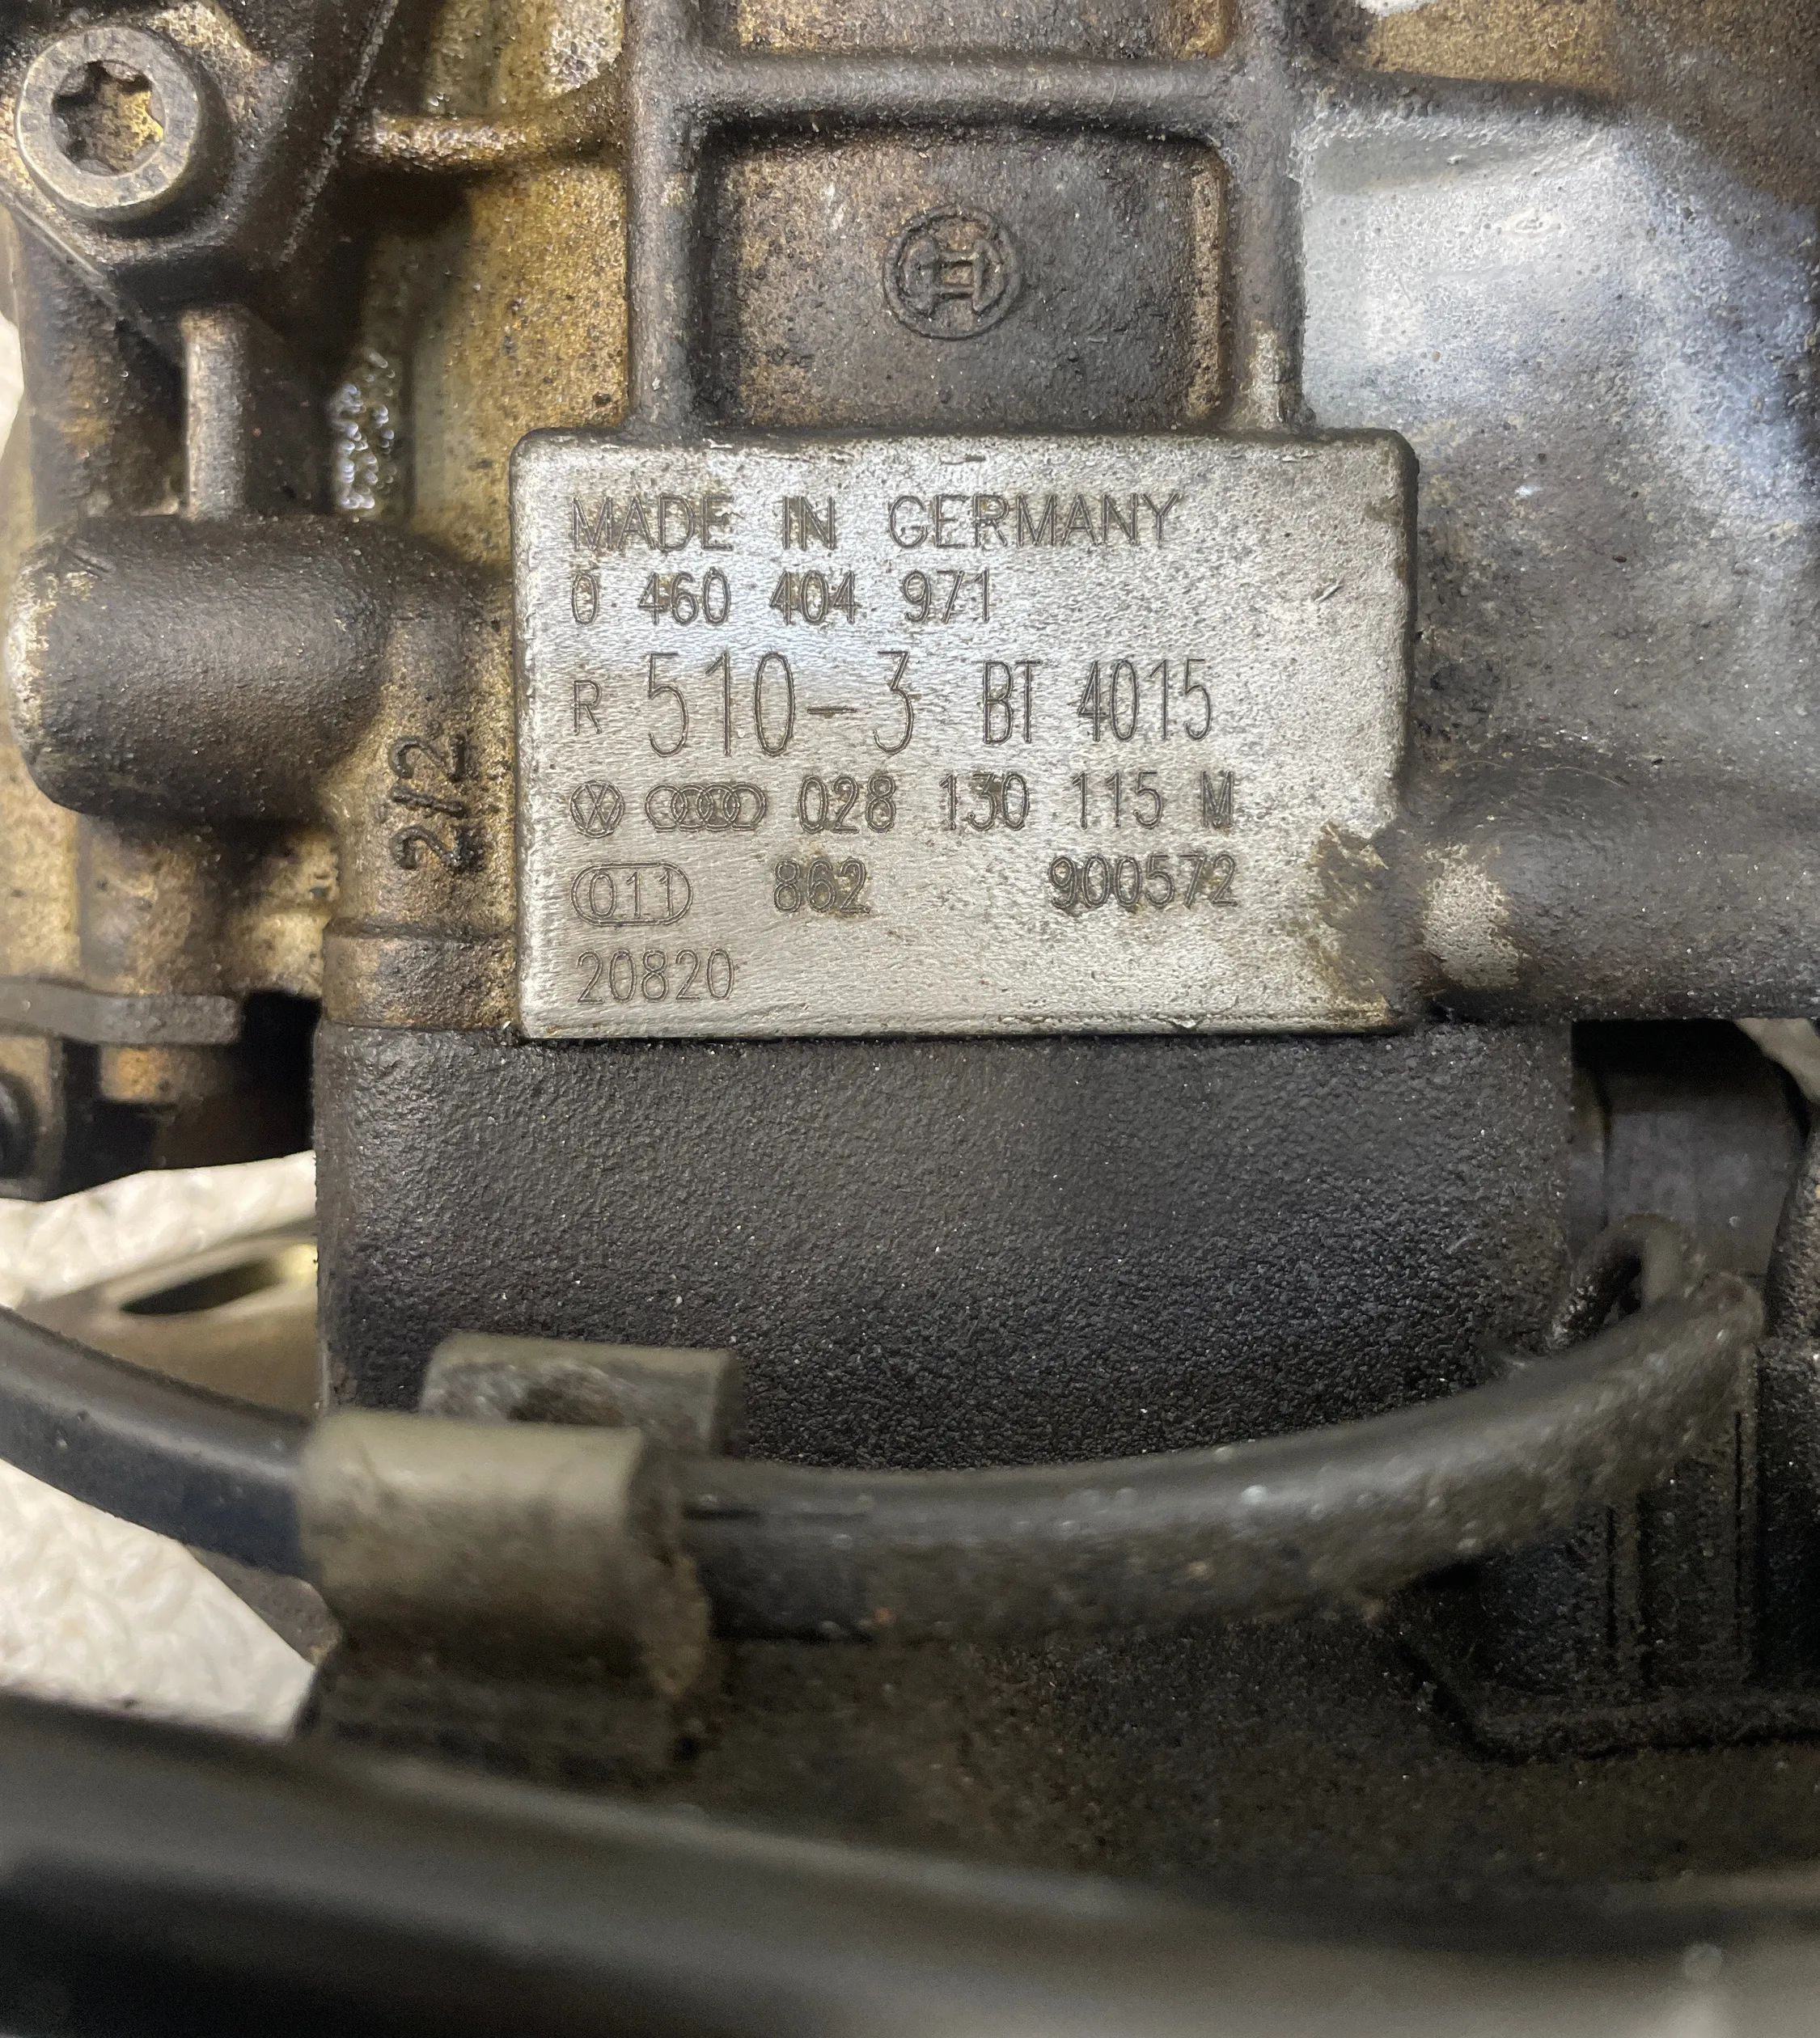 MADE IN GERMANY
0 460 404 971
R 510-3 BT 4015
028 130 115 M
011 862 900572
20820
2/2